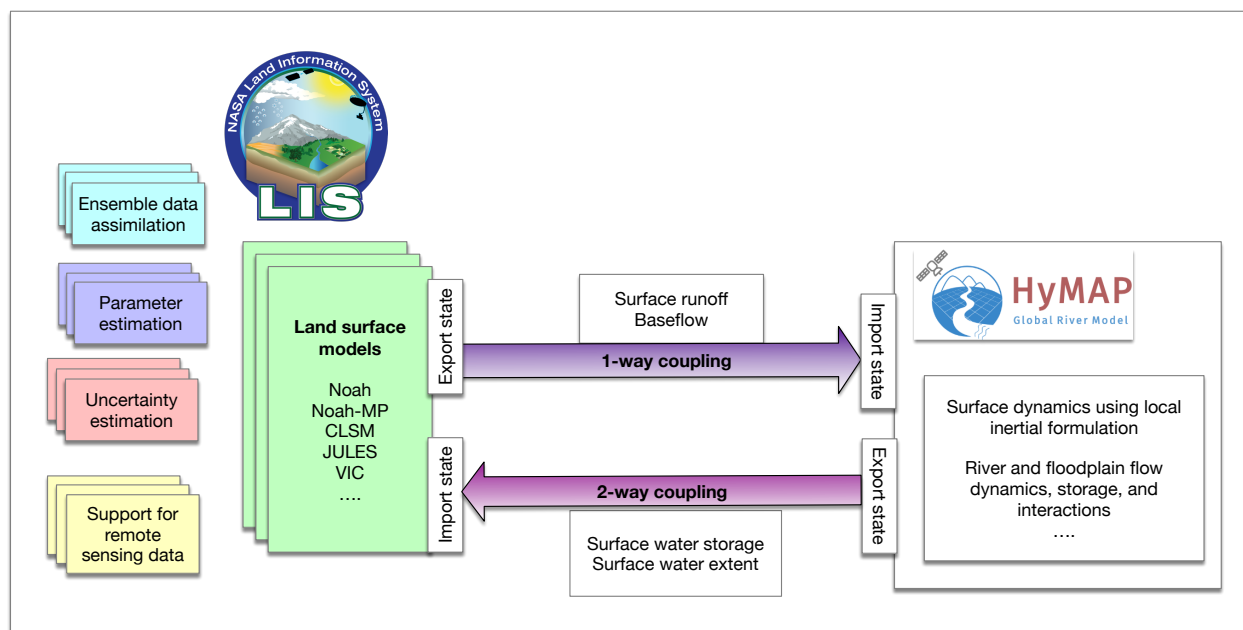 NASA Land Information System
LIS
Ensemble data
assimilation
Parameter
estimation
Uncertainty
estimation
Support for
remote
sensing data
Land surface
models
Noah
Noah-MP
CLSM
JULES
VIC
....
Export state
Import state
Surface runoff
Baseflow
1-way coupling
2-way coupling
Surface water storage
Surface water extent
Import state
Export state
HyMAP
Global River Model
Surface dynamics using local
inertial formulation
River and floodplain flow
dynamics, storage, and
interactions
....